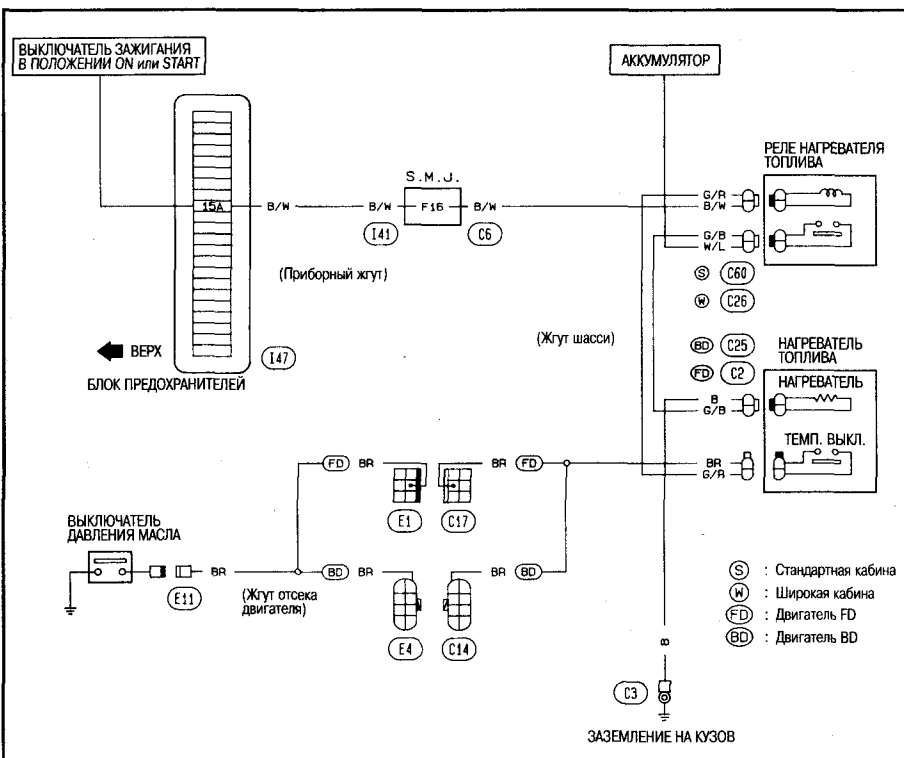 ВЫКЛЮЧАТЕЛЬ ЗАЖИГАНИЯ
В ПОЛОЖЕНИИ ON или START
АККУМУЛЯТОР
РЕЛЕ НАГРЕВАТЕЛЯ
ТОПЛИВА
S.M.J.
15A
B/W
B/W
F16
B/W
G/R
B/W
I41
C6
G/B
W/L
(Приборный жгут)
S C60
W C26
(Жгут шасси)
BD C25
FD C2
НАГРЕВАТЕЛЬ
ТОПЛИВА
ВЕРХ
I47
БЛОК ПРЕДОХРАНИТЕЛЕЙ
НАГРЕВАТЕЛЬ
B
G/B
ТЕМП. ВЫКЛ.
FD BR
BR FD
BR
G/R
E1
C17
ВЫКЛЮЧАТЕЛЬ
ДАВЛЕНИЯ МАСЛА
BR
BD BR
BR BD
E11
(Жгут отсека
двигателя)
E4
C14
S : Стандартная кабина
W : Широкая кабина
FD : Двигатель FD
BD : Двигатель BD
B
C3
ЗАЗЕМЛЕНИЕ НА КУЗОВ